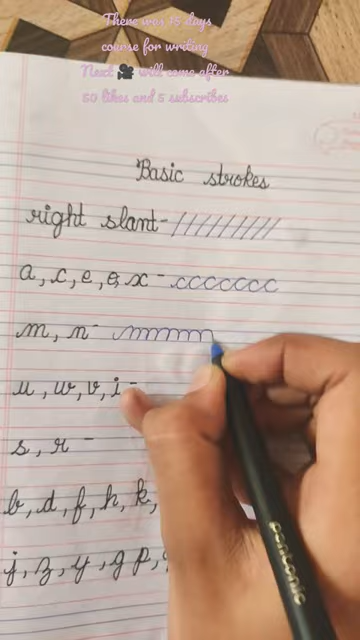 There was 15 days
course for writing
Next 🎥 will come after
50 likes and 5 subscribes
Basic strokes
right slant-
a, c, e, o, x - ccccccc
m, n - mmmm
u, w, v, i -
s, r -
b, d, f, h, k,
j, z, y, g p,
pentonic